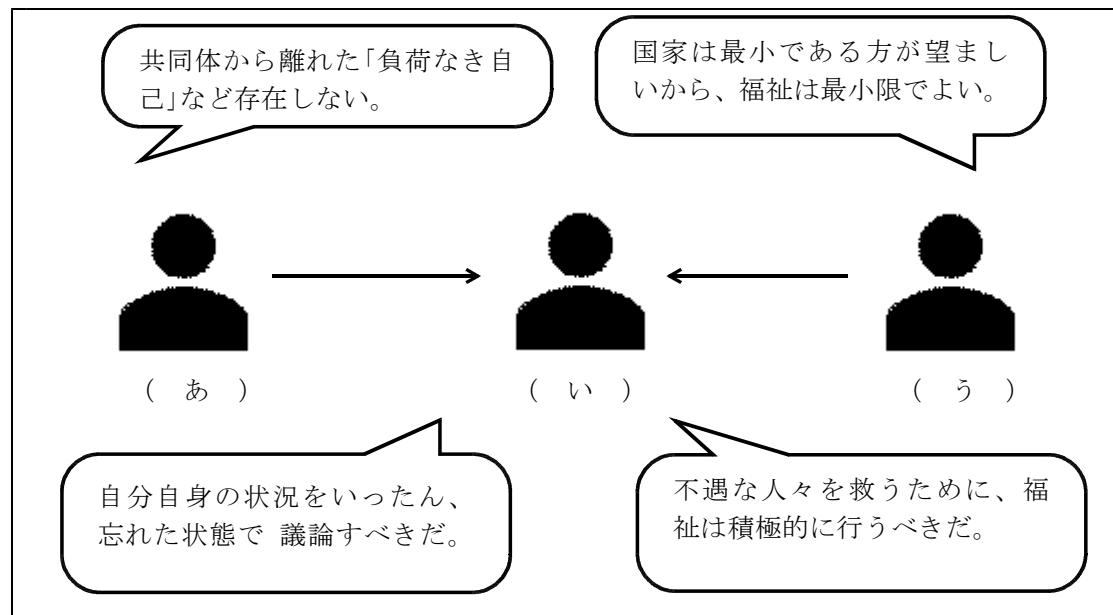 共同体から離れた「負荷なき自
己」など存在しない。
国家は最小である方が望まし
いから、福祉は最小限でよい。
（　あ　）
（　い　）
（　う　）
自分自身の状況をいったん、
忘れた状態で 議論すべきだ。
不遇な人々を救うために、福
祉は積極的に行うべきだ。